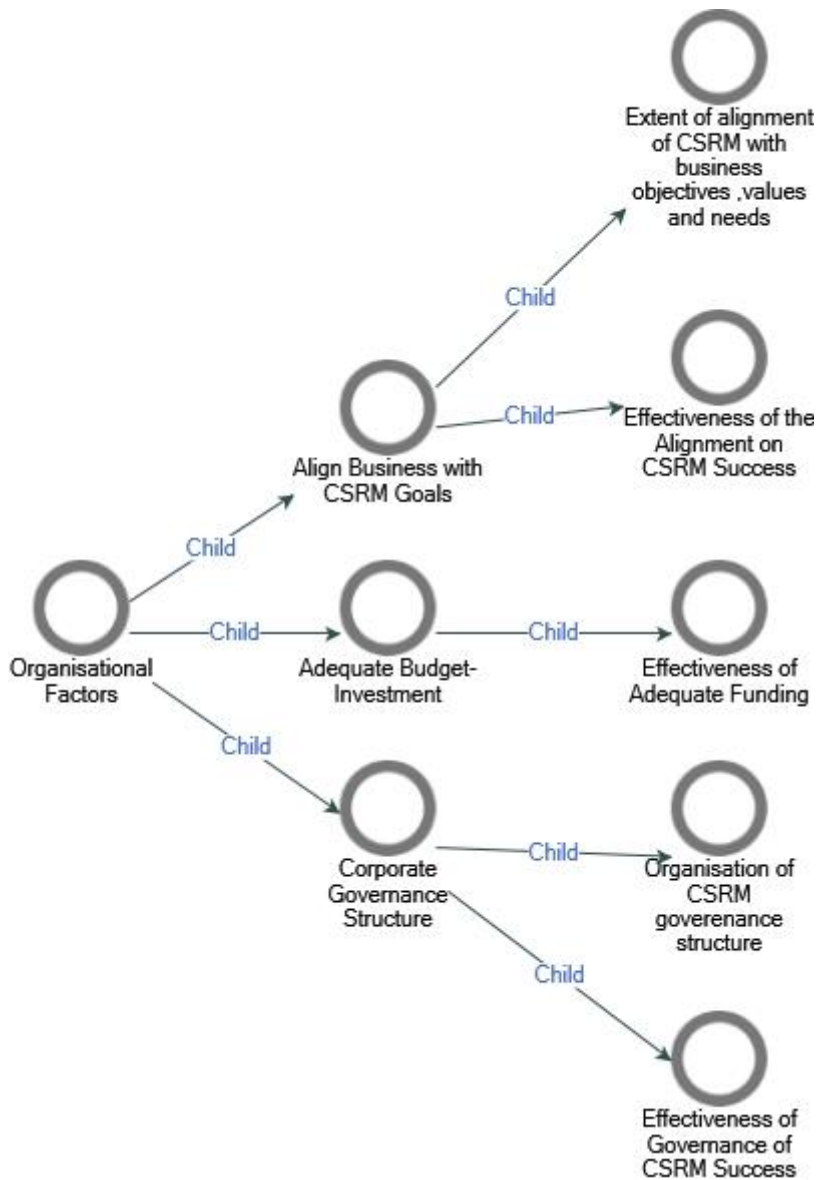 Extent of alignment
of CSRM with
business
objectives ,values
and needs
Child
Child
Effectiveness of the
Alignment on
CSRM Success
Align Business with
CSRM Goals
Child
Child
Child
Organisational
Factors
Adequate Budget-
Investment
Effectiveness of
Adequate Funding
Child
Child
Corporate
Governance
Structure
Organisation of
CSRM
goverenance
structure
Child
Effectiveness of
Governance of
CSRM Success